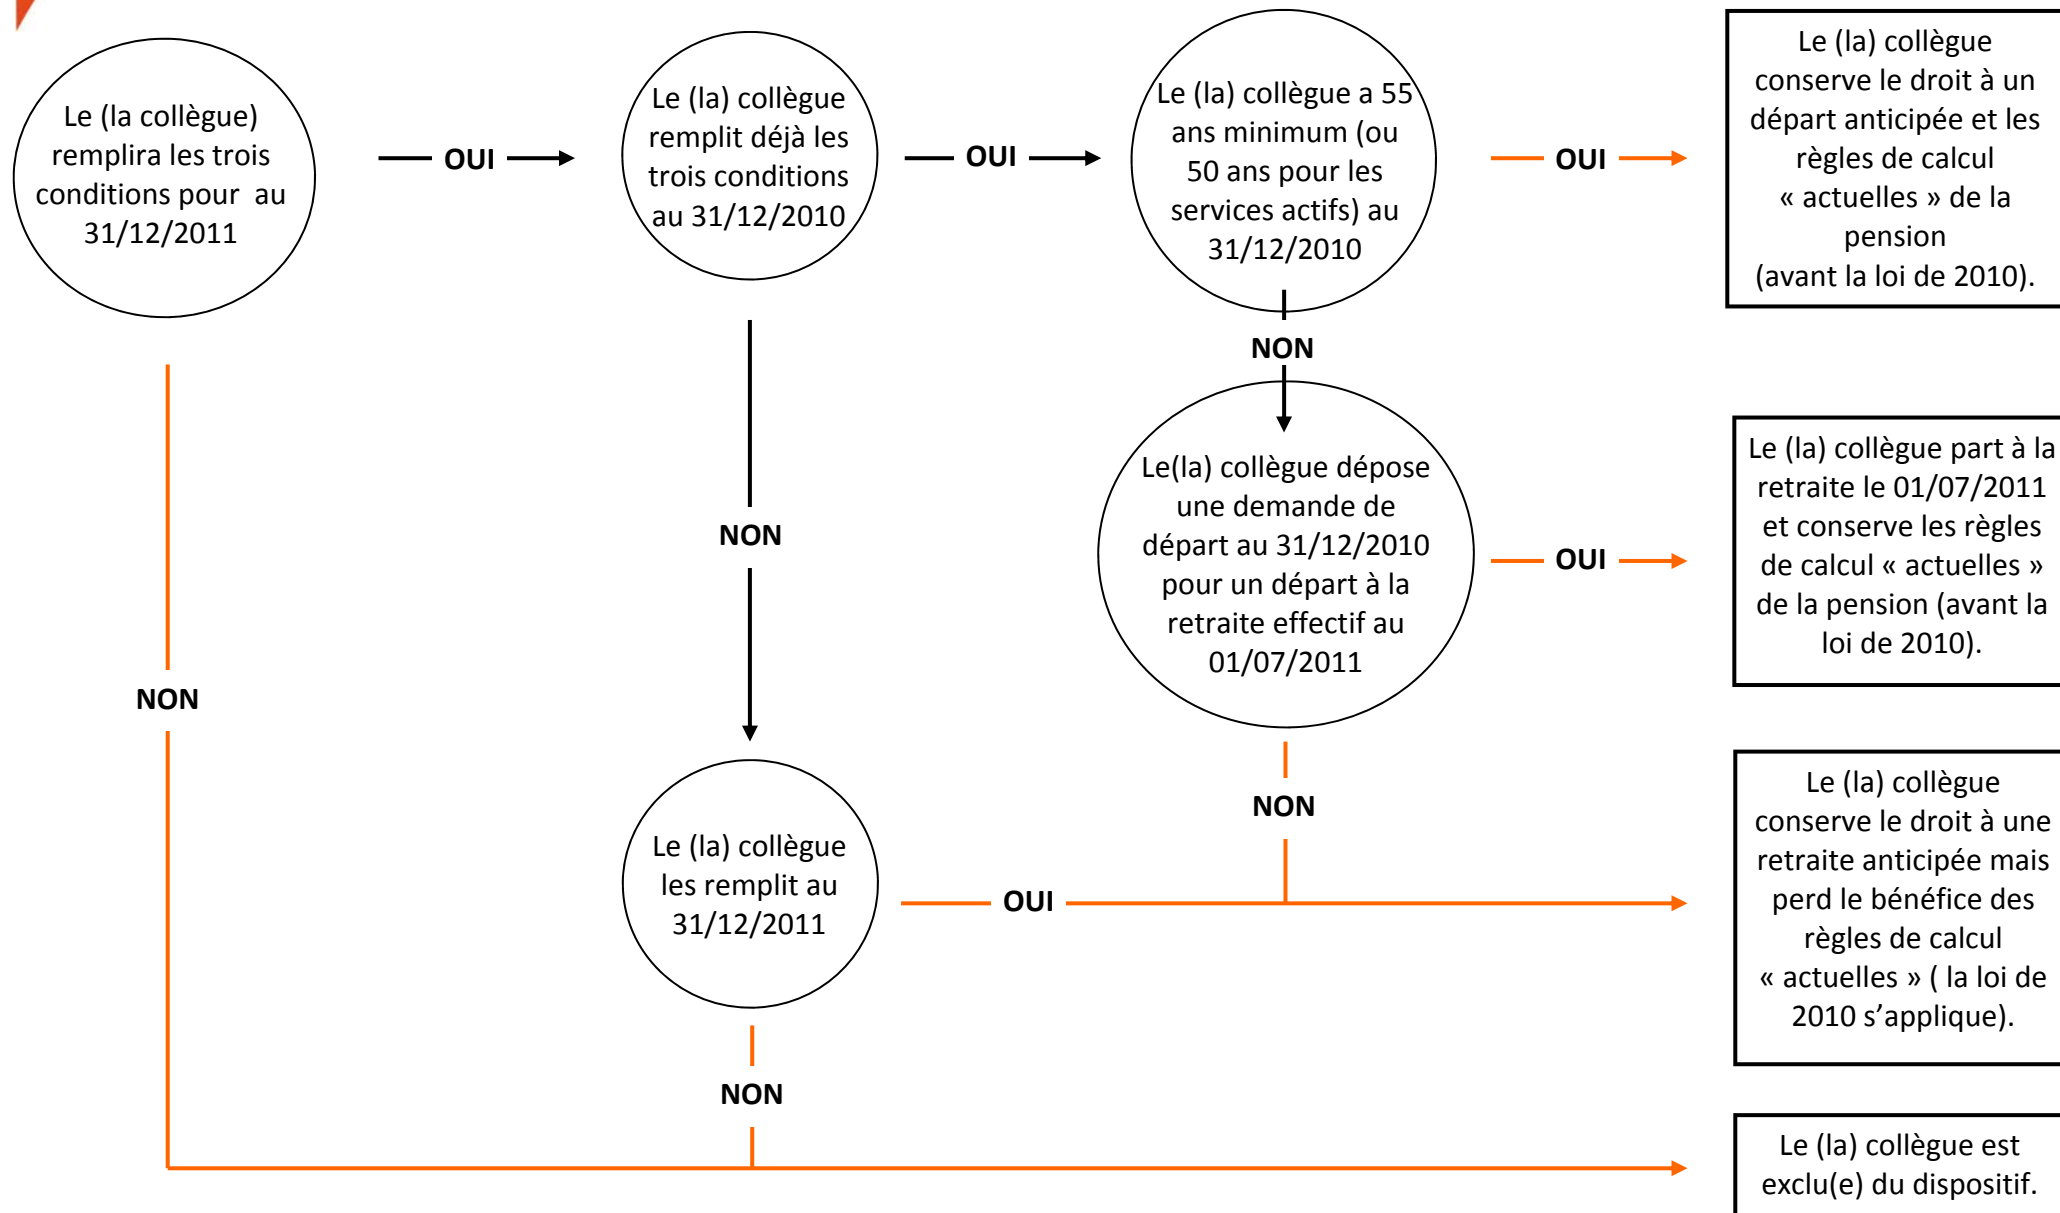 Le (la collègue)
remplira les trois
conditions pour  au
31/12/2011
OUI
Le (la) collègue
remplit déjà les
trois conditions
au 31/12/2010
OUI
Le (la) collègue a 55
ans minimum (ou
50 ans pour les
services actifs) au
31/12/2010
OUI
Le (la) collègue
conserve le droit à un
départ anticipée et les
règles de calcul
« actuelles » de la
pension
(avant la loi de 2010).
NON
Le(la) collègue dépose
une demande de
départ au 31/12/2010
pour un départ à la
retraite effectif au
01/07/2011
OUI
Le (la) collègue part à la
retraite le 01/07/2011
et conserve les règles
de calcul « actuelles »
de la pension (avant la
loi de 2010).
NON
NON
NON
Le (la) collègue
les remplit au
31/12/2011
OUI
Le (la) collègue
conserve le droit à une
retraite anticipée mais
perd le bénéfice des
règles de calcul
« actuelles » ( la loi de
2010 s’applique).
NON
Le (la) collègue est
exclu(e) du dispositif.